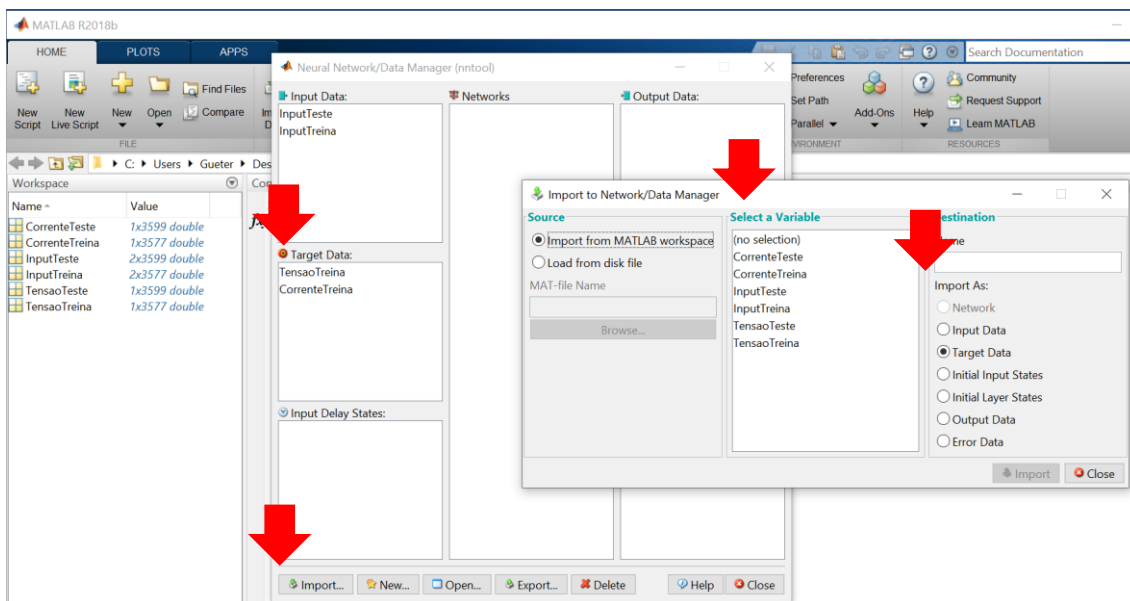 MATLAB R2018b
HOME PLOTS APPS
Search Documentation
New Script
New Live Script
New
Open
Find Files
Compare
FILE
Preferences
Set Path
Parallel
Add-Ons
Help
Community
Request Support
Learn MATLAB
RESOURCES
C: Users Gueter
Workspace
Name Value
CorrenteTeste 1x3599 double
CorrenteTreina 1x3577 double
InputTeste 2x3599 double
InputTreina 2x3577 double
TensaoTeste 1x3599 double
TensaoTreina 1x3577 double
Neural Network/Data Manager (nntool)
Input Data:
InputTeste
InputTreina
Networks
Output Data:
Target Data:
TensaoTreina
CorrenteTreina
Input Delay States:
Import... New... Open... Export... Delete Help Close
Import to Network/Data Manager
Source
Import from MATLAB workspace
Load from disk file
MAT-file Name
Browse...
Select a Variable
(no selection)
CorrenteTeste
CorrenteTreina
InputTeste
InputTreina
TensaoTeste
TensaoTreina
Import As:
Network
Input Data
Target Data
Initial Input States
Initial Layer States
Output Data
Error Data
Import Close